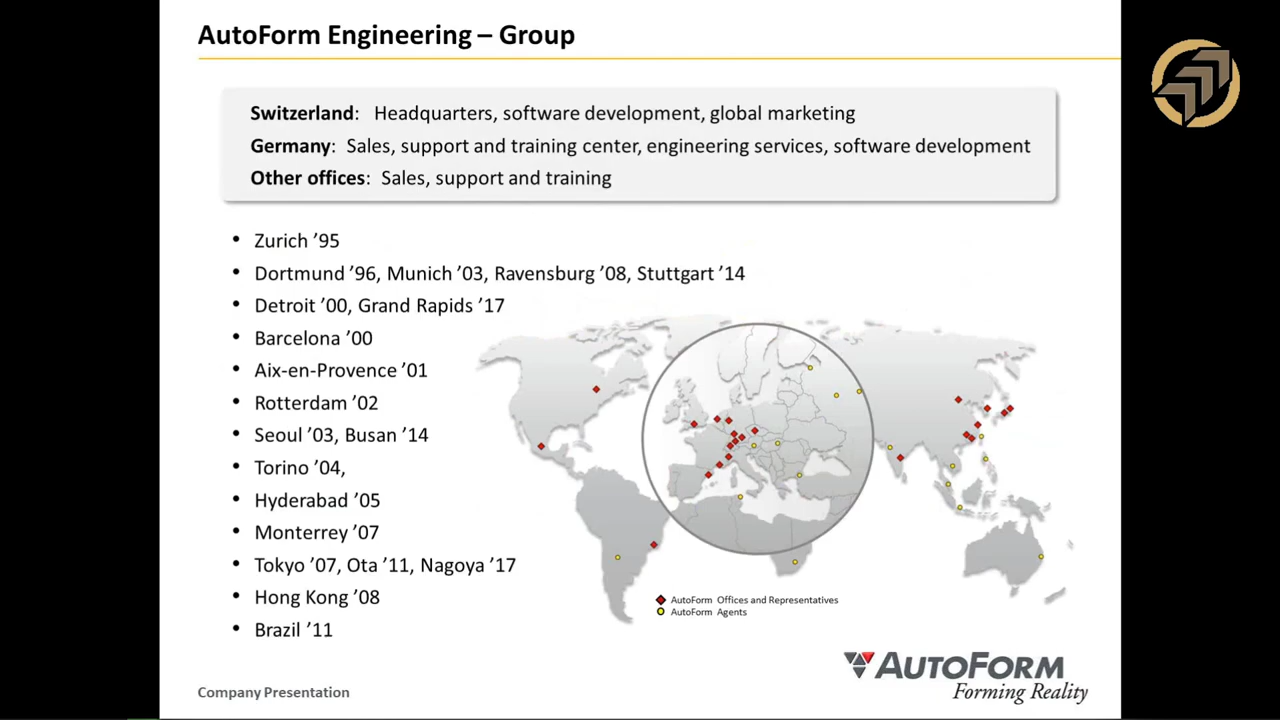 AutoForm Engineering – Group
Switzerland: Headquarters, software development, global marketing
Germany: Sales, support and training center, engineering services, software development
Other offices: Sales, support and training
• Zurich ’95
• Dortmund ’96, Munich ’03, Ravensburg ’08, Stuttgart ’14
• Detroit ’00, Grand Rapids ’17
• Barcelona ’00
• Aix-en-Provence ’01
• Rotterdam ’02
• Seoul ’03, Busan ’14
• Torino ’04,
• Hyderabad ’05
• Monterrey ’07
• Tokyo ’07, Ota ’11, Nagoya ’17
• Hong Kong ’08
• Brazil ’11
AutoForm Offices and Representatives
AutoForm Agents
AUTOFORM
Forming Reality
Company Presentation